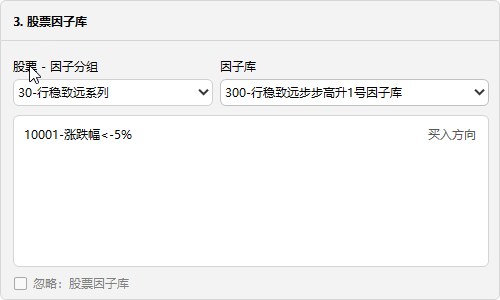 3. 股票因子库
股票 - 因子分组
因子库
30-行稳致远系列
300-行稳致远步步高升1号因子库
10001-涨跌幅<-5%
买入方向
忽略：股票因子库